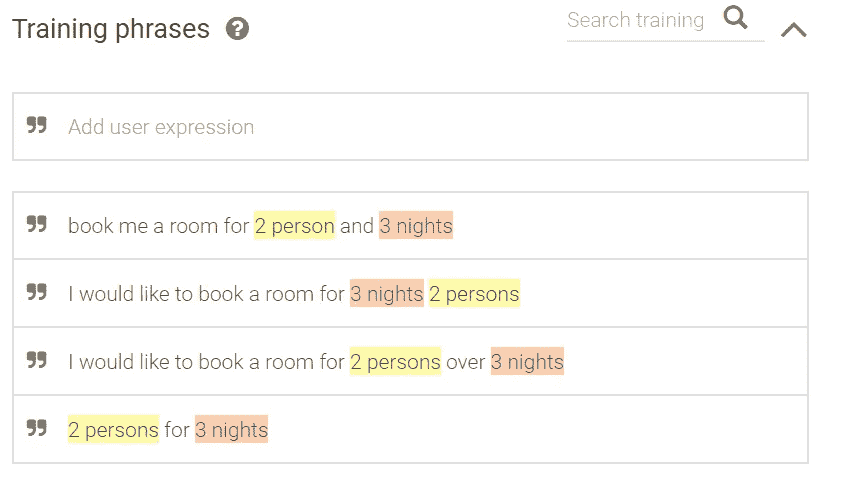 Training phrases ?
Search training
Add user expression
book me a room for 2 person and 3 nights
I would like to book a room for 3 nights 2 persons
I would like to book a room for 2 persons over 3 nights
2 persons for 3 nights